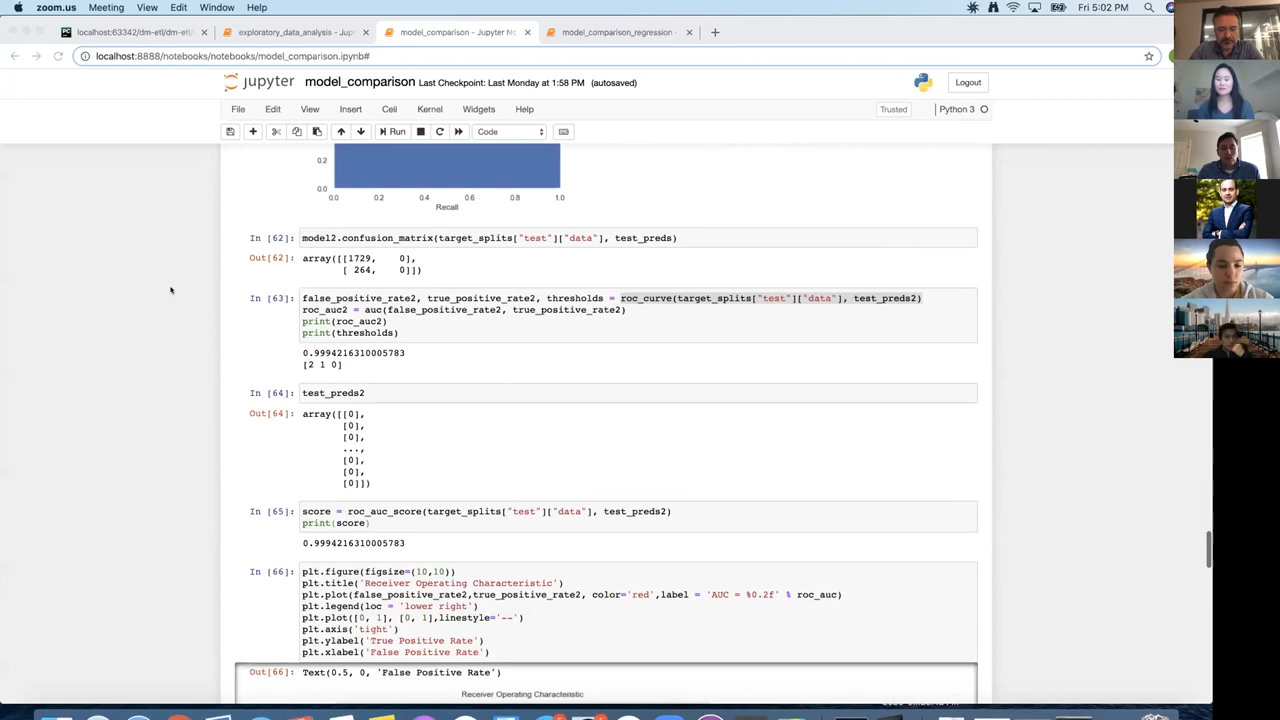 zoom.us Meeting View Edit Window Help
Fri 5:02 PM
localhost:63342/dm-etl/dm-etl/
exploratory_data_analysis - Jup
model_comparison - Jupyter No
model_comparison_regression -
localhost:8888/notebooks/notebooks/model_comparison.ipynb#
jupyter model_comparison Last Checkpoint: Last Monday at 1:58 PM (autosaved)
Logout
File Edit View Insert Cell Kernel Widgets Help
Trusted Python 3
Run Code
0.2
0.0
0.0 0.2 0.4 0.6 0.8 1.0
Recall
In [62]: model2.confusion_matrix(target_splits["test"]["data"], test_preds)
Out[62]: array([[1729, 0],
[ 264, 0]])
In [63]: false_positive_rate2, true_positive_rate2, thresholds = roc_curve(target_splits["test"]["data"], test_preds2)
roc_auc2 = auc(false_positive_rate2, true_positive_rate2)
print(roc_auc2)
print(thresholds)
0.9994216310005783
[2 1 0]
In [64]: test_preds2
Out[64]: array([[0],
[0],
[0],
...,
[0],
[0],
[0]])
In [65]: score = roc_auc_score(target_splits["test"]["data"], test_preds2)
print(score)
0.9994216310005783
In [66]: plt.figure(figsize=(10,10))
plt.title('Receiver Operating Characteristic')
plt.plot(false_positive_rate2,true_positive_rate2, color='red',label = 'AUC = %0.2f' % roc_auc)
plt.legend(loc = 'lower right')
plt.plot([0, 1], [0, 1],linestyle='--')
plt.axis('tight')
plt.ylabel('True Positive Rate')
plt.xlabel('False Positive Rate')
Out[66]: Text(0.5, 0, 'False Positive Rate')
Receiver Operating Characteristic